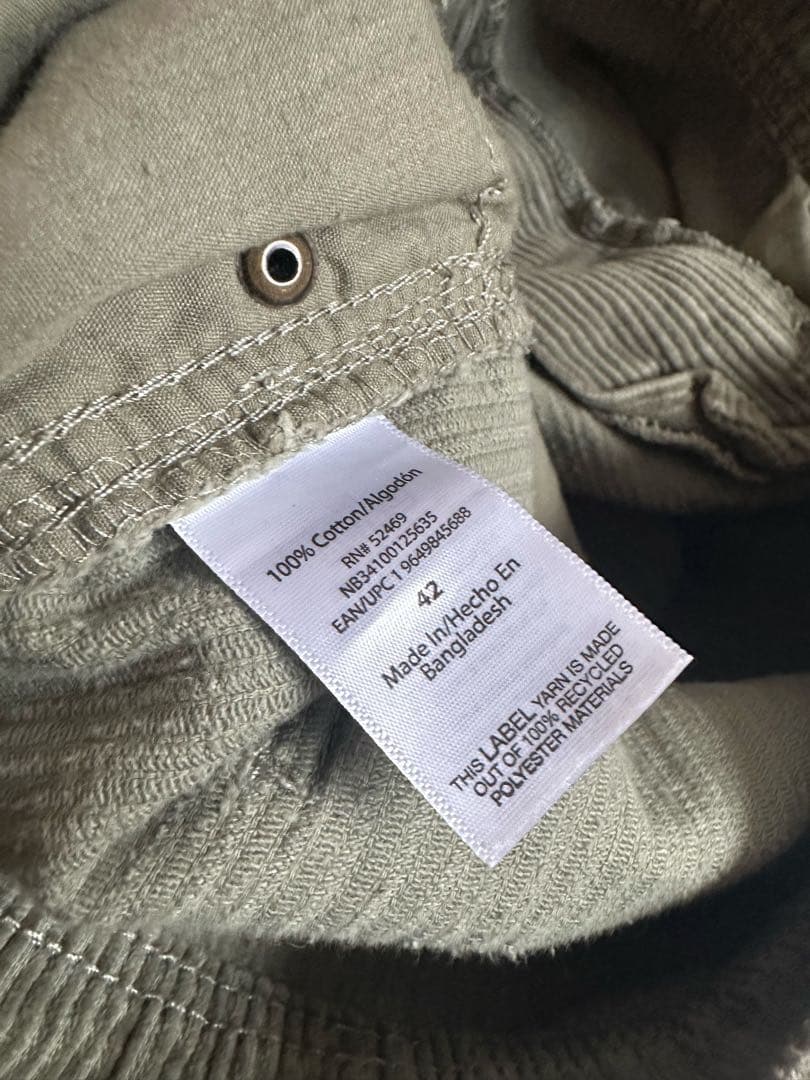 100% Cotton/Algodón
RN# 52469
NB34100125635
EAN/UPC 1 9649845688
42
Made In/Hecho En
Bangladesh
THIS LABEL YARN IS MADE
OUT OF 100% RECYCLED
POLYESTER MATERIALS